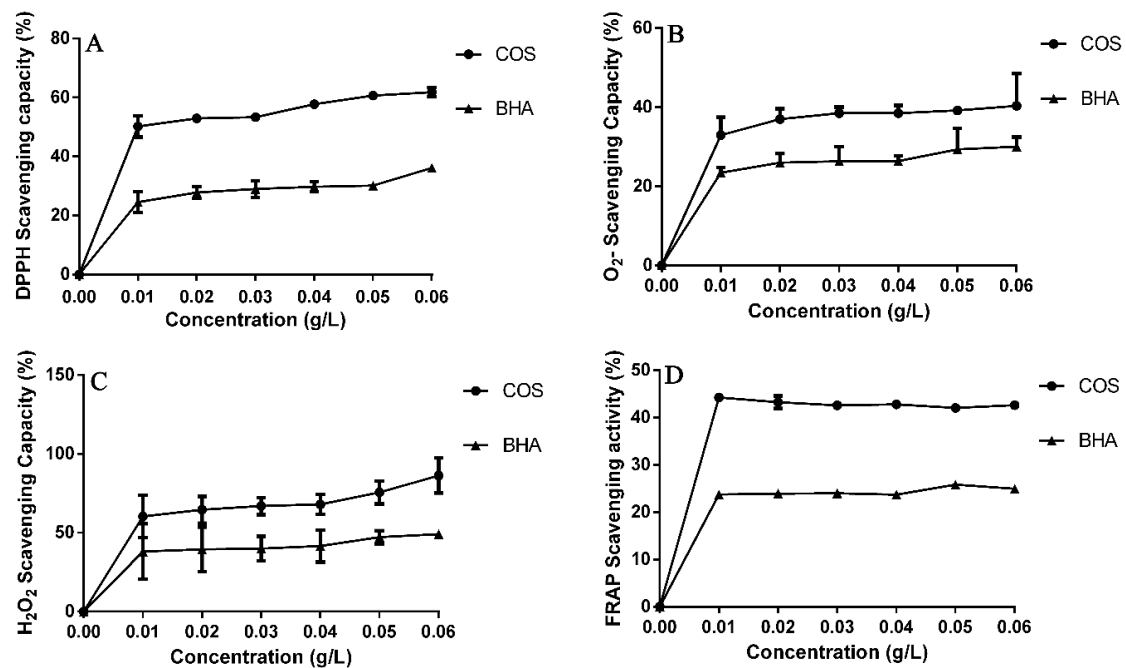 A
DPPH Scavenging capacity (%)
80
60
40
20
0
0.00 0.01 0.02 0.03 0.04 0.05 0.06
Concentration (g/L)
COS
BHA
B
O₂- Scavenging Capacity (%)
60
40
20
0
0.00 0.01 0.02 0.03 0.04 0.05 0.06
Concentration (g/L)
COS
BHA
C
H₂O₂ Scavenging Capacity (%)
150
100
50
0
0.00 0.01 0.02 0.03 0.04 0.05 0.06
Concentration (g/L)
COS
BHA
D
FRAP Scavenging activity (%)
50
40
30
20
10
0
0.00 0.01 0.02 0.03 0.04 0.05 0.06
Concentration (g/L)
COS
BHA